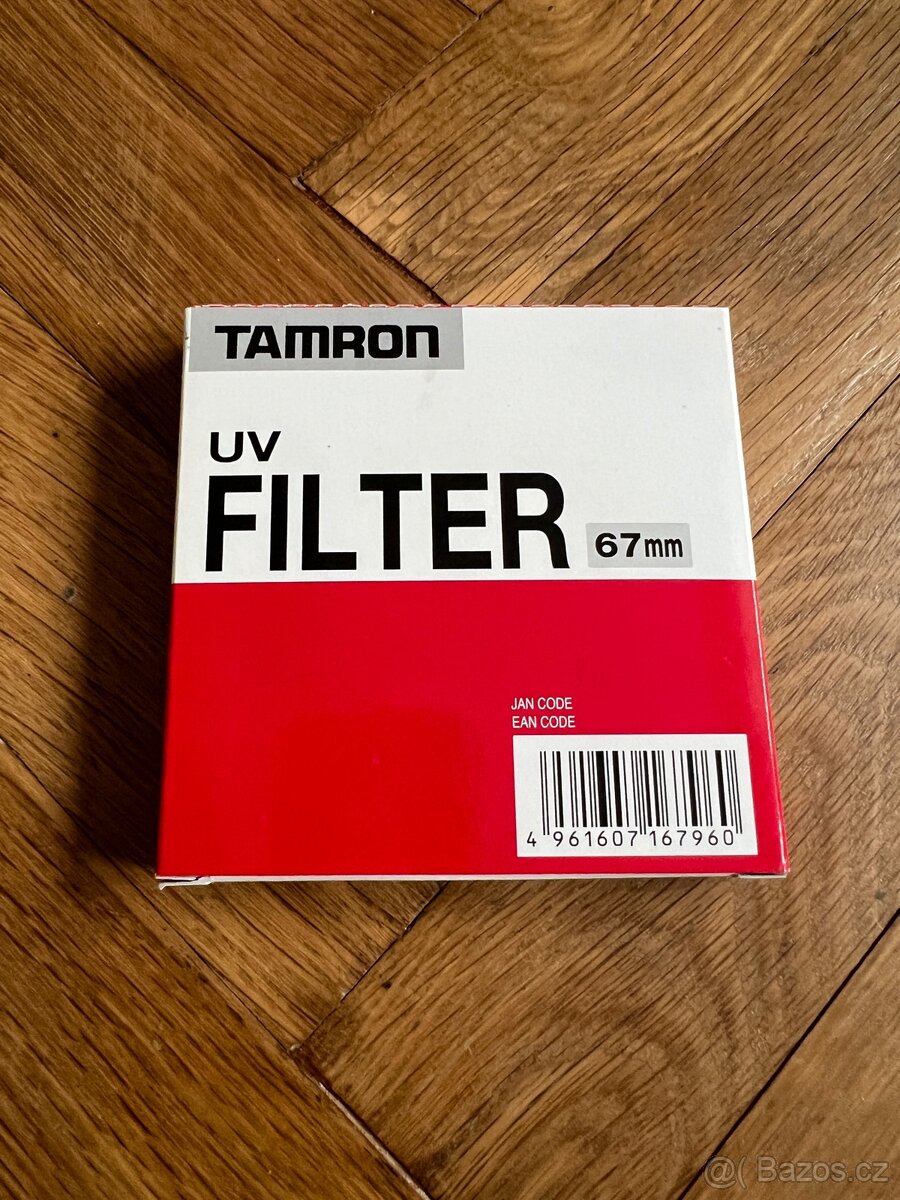 TAMRON
UV
FILTER 67mm
JAN CODE
EAN CODE
4 961607 167960
@( Bazos.cz